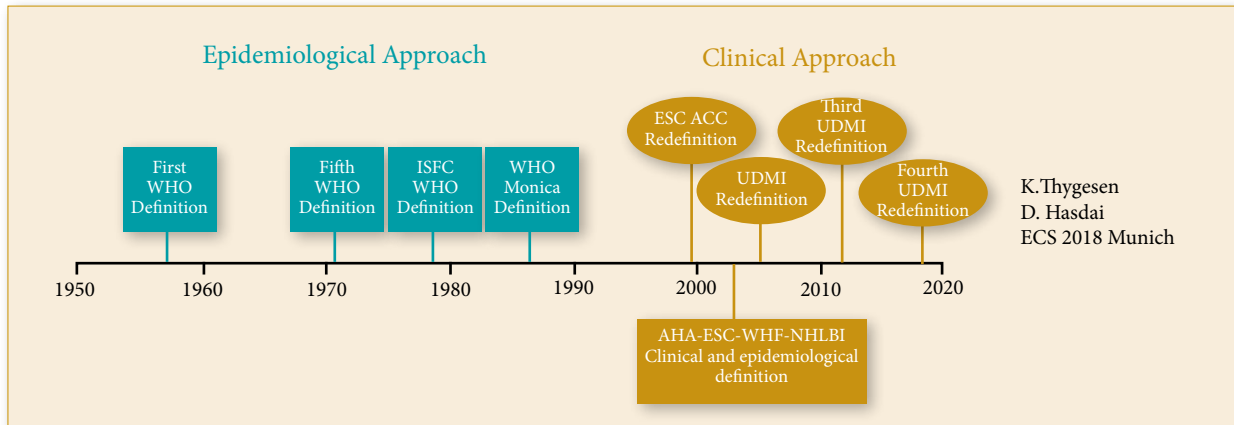 Epidemiological Approach
Clinical Approach
First
WHO
Definition
Fifth
WHO
Definition
ISFC
WHO
Definition
WHO
Monica
Definition
ESC ACC
Redefinition
UDMI
Redefinition
Third
UDMI
Redefinition
Fourth
UDMI
Redefinition
K.Thygesen
D. Hasdai
ECS 2018 Munich
1950
1960
1970
1980
1990
2000
2010
2020
AHA-ESC-WHF-NHLBI
Clinical and epidemiological
definition